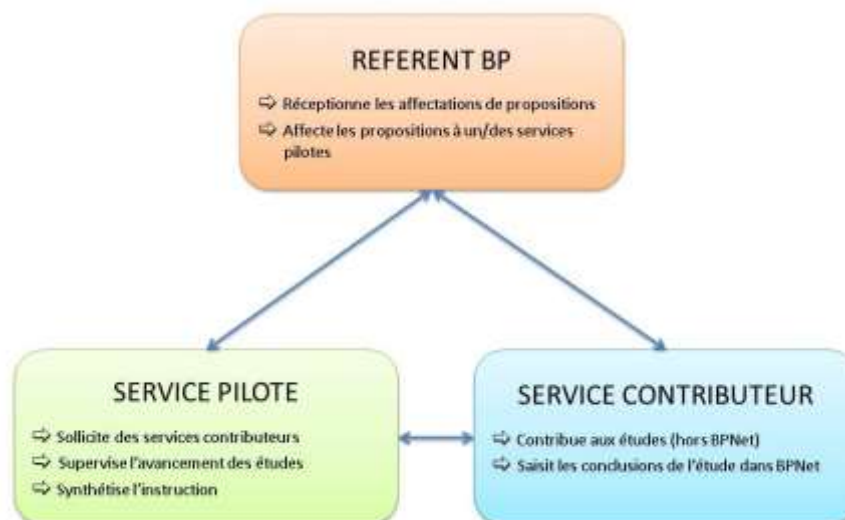 REFERENT BP
⇨ Réceptionne les affectations de propositions
⇨ Affecte les propositions à un/des services
pilotes
SERVICE PILOTE
⇨ Sollicite des services contributeurs
⇨ Supervise l'avancement des études
⇨ Synthétise l'instruction
SERVICE CONTRIBUTEUR
⇨ Contribue aux études (hors BPNet)
⇨ Saisit les conclusions de l'étude dans BPNet